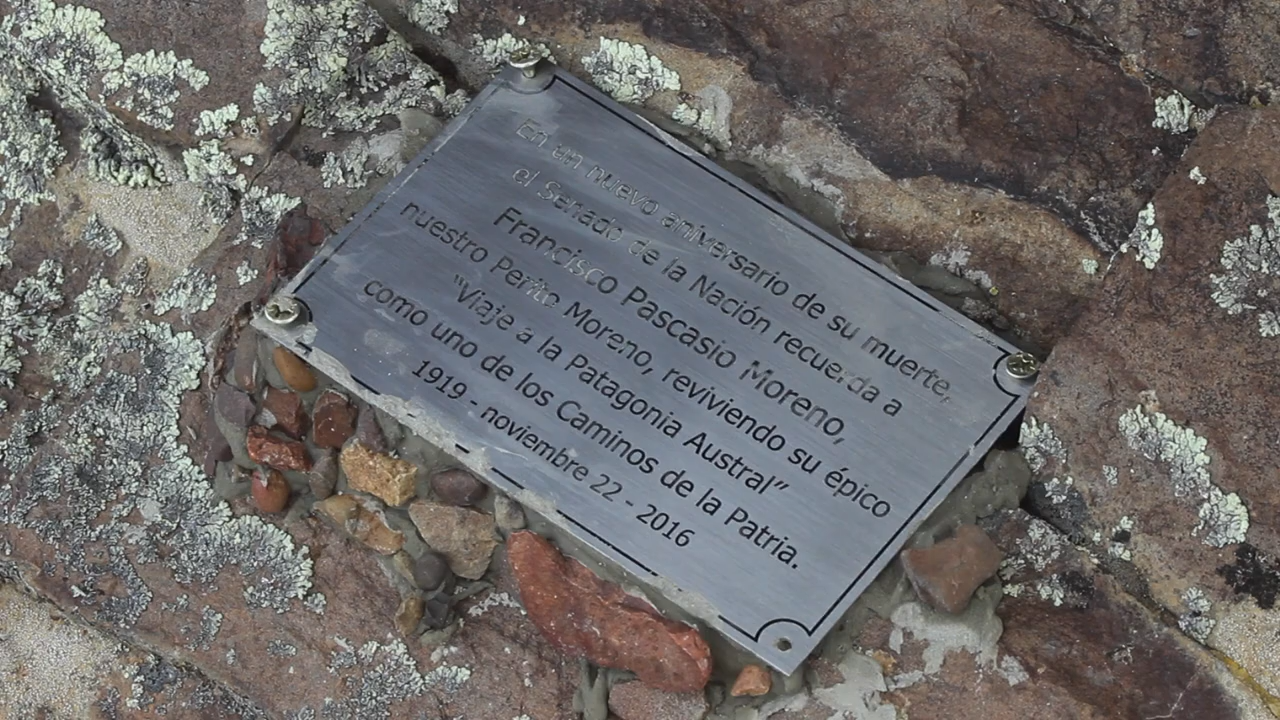 En un nuevo aniversario de su muerte,
el Senado de la Nación recuerda a
Francisco Pascasio Moreno,
nuestro Perito Moreno, reviviendo su épico
"Viaje a la Patagonia Austral"
como uno de los Caminos de la Patria.
1919 - noviembre 22 - 2016